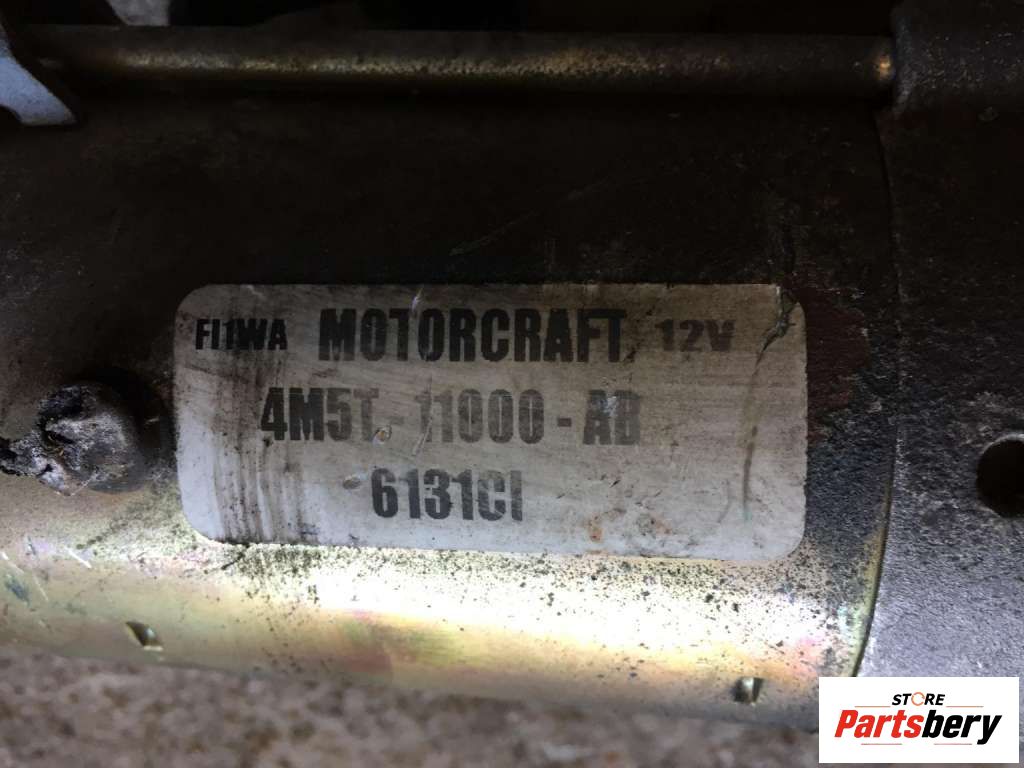 FI1WA MOTORCRAFT 12V
4M5T-11000-AB
6131CI
STORE
Partsbery